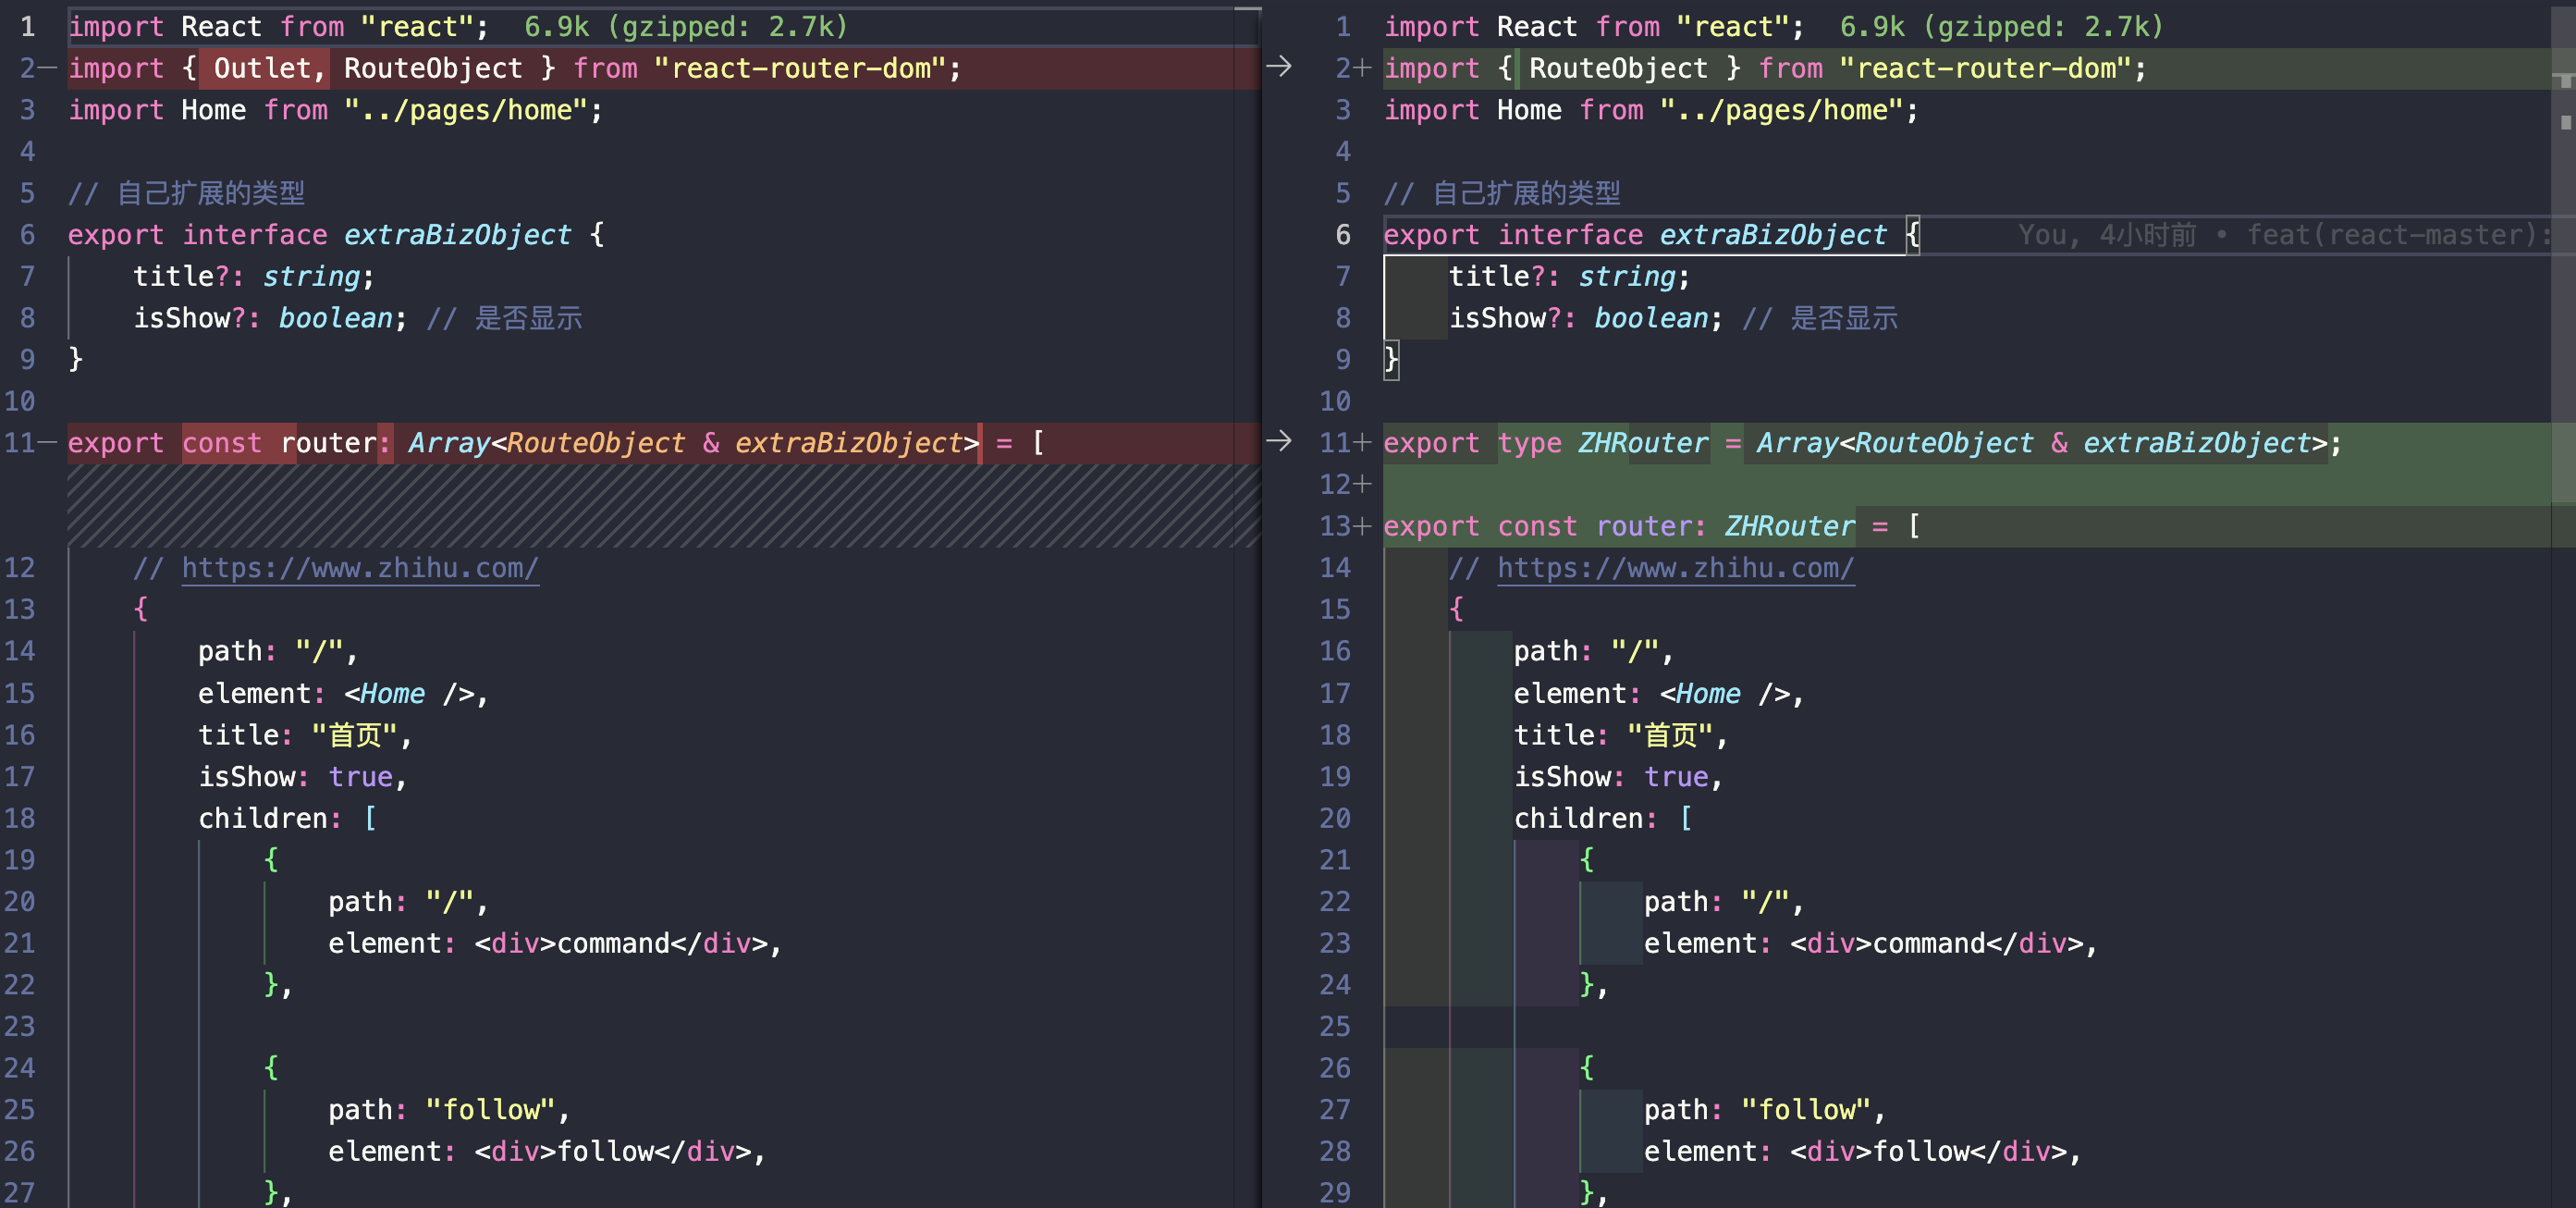 1 import React from "react"; 6.9k (gzipped: 2.7k)
2— import { Outlet, RouteObject } from "react-router-dom";
3 import Home from "../pages/home";
4
5 // 自己扩展的类型
6 export interface extraBizObject {
7 title?: string;
8 isShow?: boolean; // 是否显示
9 }
10
11— export const router: Array<RouteObject & extraBizObject> = [
12 // https://www.zhihu.com/
13 {
14 path: "/",
15 element: <Home />,
16 title: "首页",
17 isShow: true,
18 children: [
19 {
20 path: "/",
21 element: <div>command</div>,
22 },
23
24 {
25 path: "follow",
26 element: <div>follow</div>,
27 },
1 import React from "react"; 6.9k (gzipped: 2.7k)
→ 2+ import { RouteObject } from "react-router-dom";
3 import Home from "../pages/home";
4
5 // 自己扩展的类型
6 export interface extraBizObject { You, 4小时前 • feat(react-master):
7 title?: string;
8 isShow?: boolean; // 是否显示
9 }
10
→ 11+ export type ZHRouter = Array<RouteObject & extraBizObject>;
12+
13+ export const router: ZHRouter = [
14 // https://www.zhihu.com/
15 {
16 path: "/",
17 element: <Home />,
18 title: "首页",
19 isShow: true,
20 children: [
21 {
22 path: "/",
23 element: <div>command</div>,
24 },
25
26 {
27 path: "follow",
28 element: <div>follow</div>,
29 },